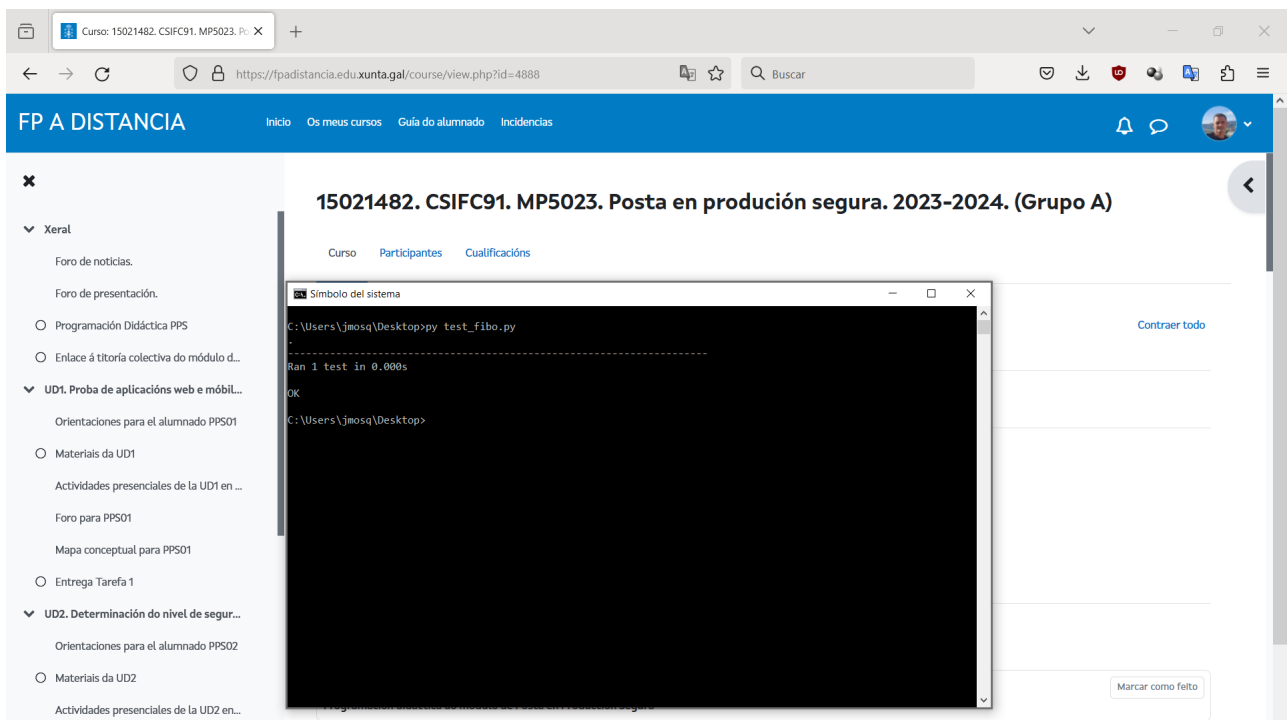 Curso: 15021482. CSIFC91. MP5023. Po
https://fpadistancia.edu.xunta.gal/course/view.php?id=4888
Buscar
FP A DISTANCIA
Inicio Os meus cursos Guía do alumnado Incidencias
15021482. CSIFC91. MP5023. Posta en produción segura. 2023-2024. (Grupo A)
Curso Participantes Cualificacións
Contraer todo
Xeral
Foro de noticias.
Foro de presentación.
Programación Didáctica PPS
Enlace á titoría colectiva do módulo d...
UD1. Proba de aplicacións web e móbil...
Orientaciones para el alumnado PPS01
Materiais da UD1
Actividades presenciales de la UD1 en ...
Foro para PPS01
Mapa conceptual para PPS01
Entrega Tarefa 1
UD2. Determinación do nivel de segur...
Orientaciones para el alumnado PPS02
Materiais da UD2
Actividades presenciales de la UD2 en...
Símbolo del sistema
C:\Users\jmosq\Desktop>py test_fibo.py
.
----------------------------------------------------------------------
Ran 1 test in 0.000s
OK
C:\Users\jmosq\Desktop>
Marcar como feito